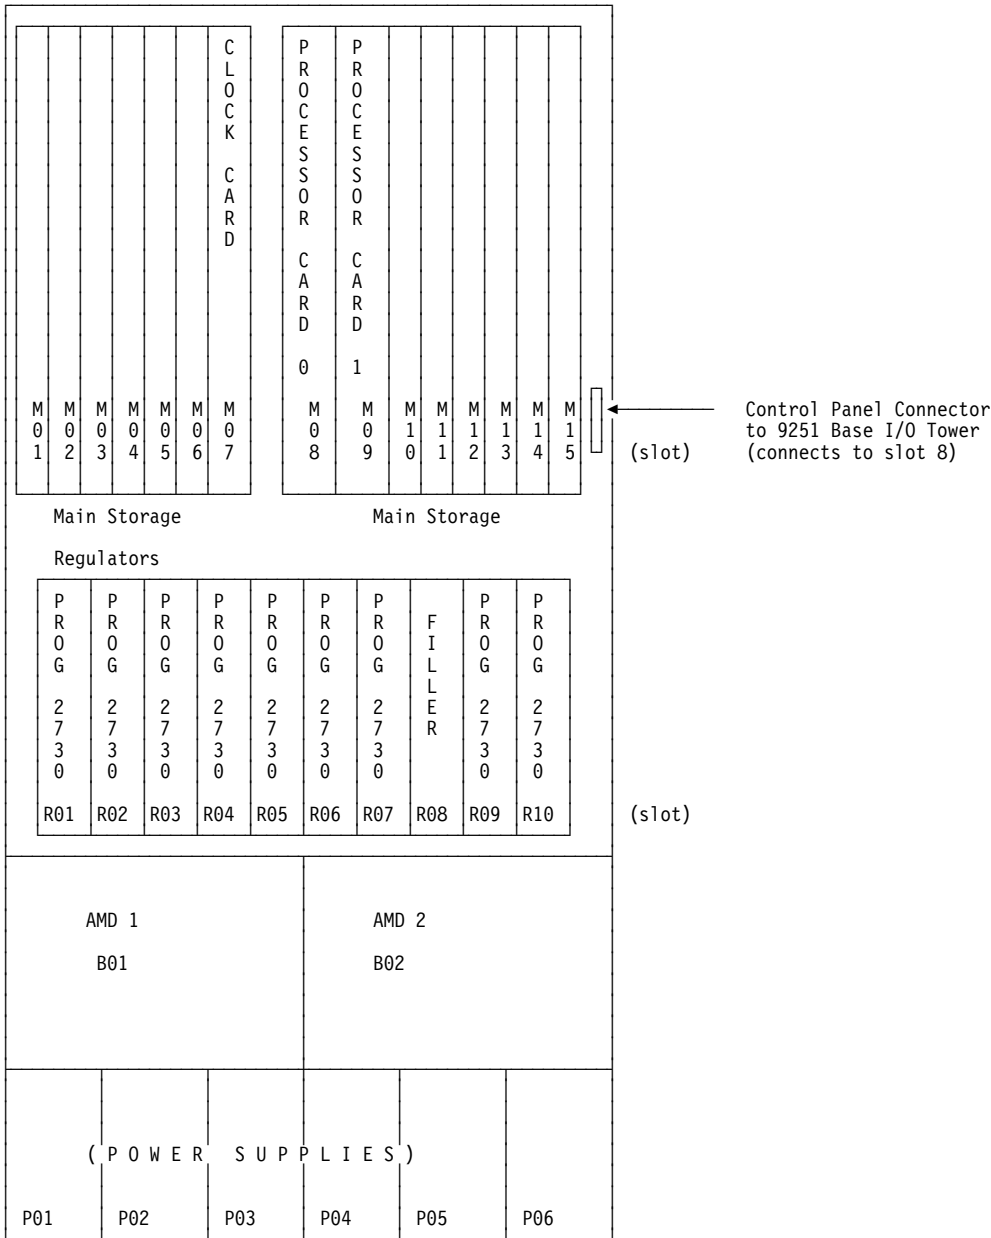 CLOCK CARD
PROCESSOR CARD 0
PROCESSOR CARD 1
M01 M02 M03 M04 M05 M06 M07 M08 M09 M10 M11 M12 M13 M14 M15 (slot)
Control Panel Connector
to 9251 Base I/O Tower
(connects to slot 8)
Main Storage Main Storage
Regulators
PROG 2730
PROG 2730
PROG 2730
PROG 2730
PROG 2730
PROG 2730
PROG 2730
FILLER
PROG 2730
PROG 2730
R01 R02 R03 R04 R05 R06 R07 R08 R09 R10 (slot)
AMD 1 AMD 2
B01 B02
(POWER SUPPLIES)
P01 P02 P03 P04 P05 P06